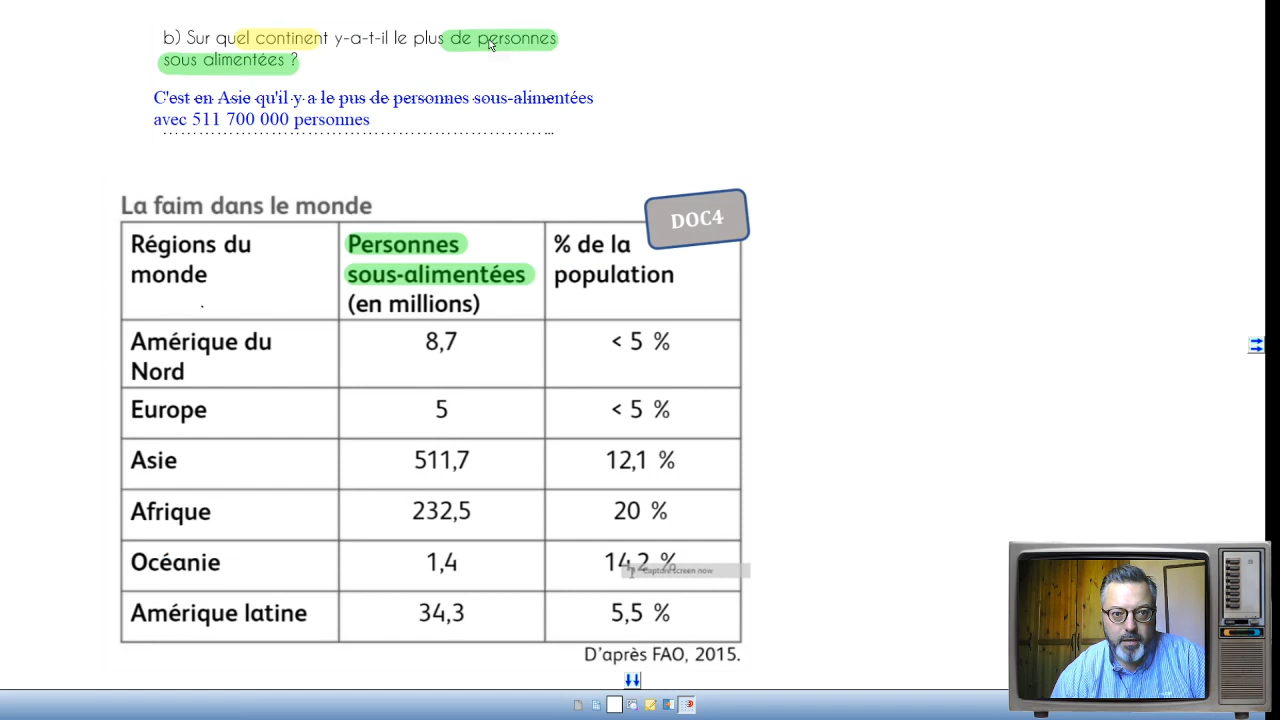 b) Sur quel continent y-a-t-il le plus de personnes
sous alimentées ?
C'est en Asie qu'il y a le pus de personnes sous-alimentées
avec 511 700 000 personnes
La faim dans le monde
DOC4
Régions du monde | Personnes sous-alimentées (en millions) | % de la population
Amérique du Nord | 8,7 | < 5 %
Europe | 5 | < 5 %
Asie | 511,7 | 12,1 %
Afrique | 232,5 | 20 %
Océanie | 1,4 | 14,2 %
Capture screen now
Amérique latine | 34,3 | 5,5 %
D'après FAO, 2015.